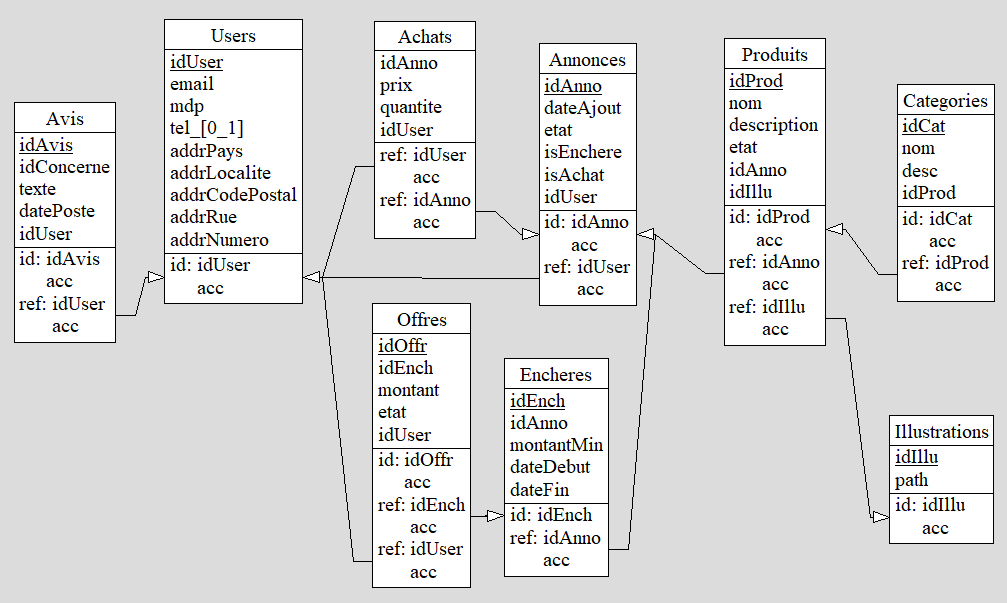 Avis
idAvis
idConcerne
texte
datePoste
idUser
id: idAvis
acc
ref: idUser
acc
Users
idUser
email
mdp
tel_[0_1]
addrPays
addrLocalite
addrCodePostal
addrRue
addrNumero
id: idUser
acc
Achats
idAnno
prix
quantite
idUser
ref: idUser
acc
ref: idAnno
acc
Offres
idOffr
idEnch
montant
etat
idUser
id: idOffr
acc
ref: idEnch
acc
ref: idUser
acc
Annonces
idAnno
dateAjout
etat
isEnchere
isAchat
idUser
id: idAnno
acc
ref: idUser
acc
Encheres
idEnch
idAnno
montantMin
dateDebut
dateFin
id: idEnch
acc
ref: idAnno
acc
Produits
idProd
nom
description
etat
idAnno
idIllu
id: idProd
acc
ref: idAnno
acc
ref: idIllu
acc
Categories
idCat
nom
desc
idProd
id: idCat
acc
ref: idProd
acc
Illustrations
idIllu
path
id: idIllu
acc